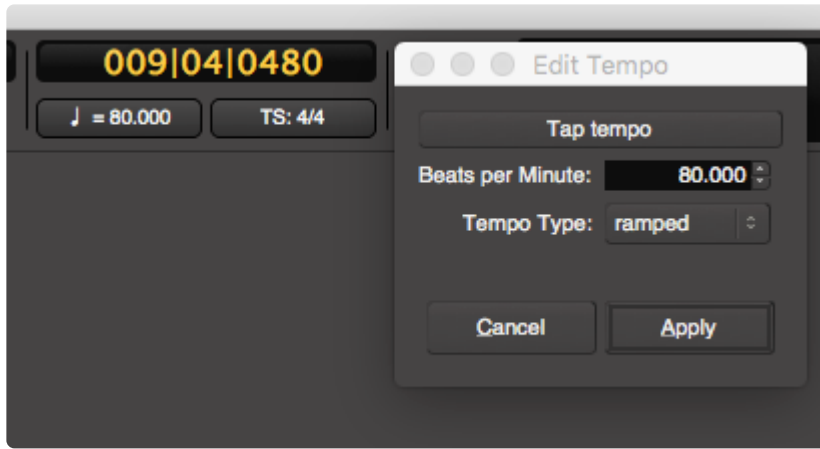 009|04|0480
♩ = 80.000
TS: 4/4
Edit Tempo
Tap tempo
Beats per Minute: 80.000
Tempo Type: ramped
Cancel
Apply